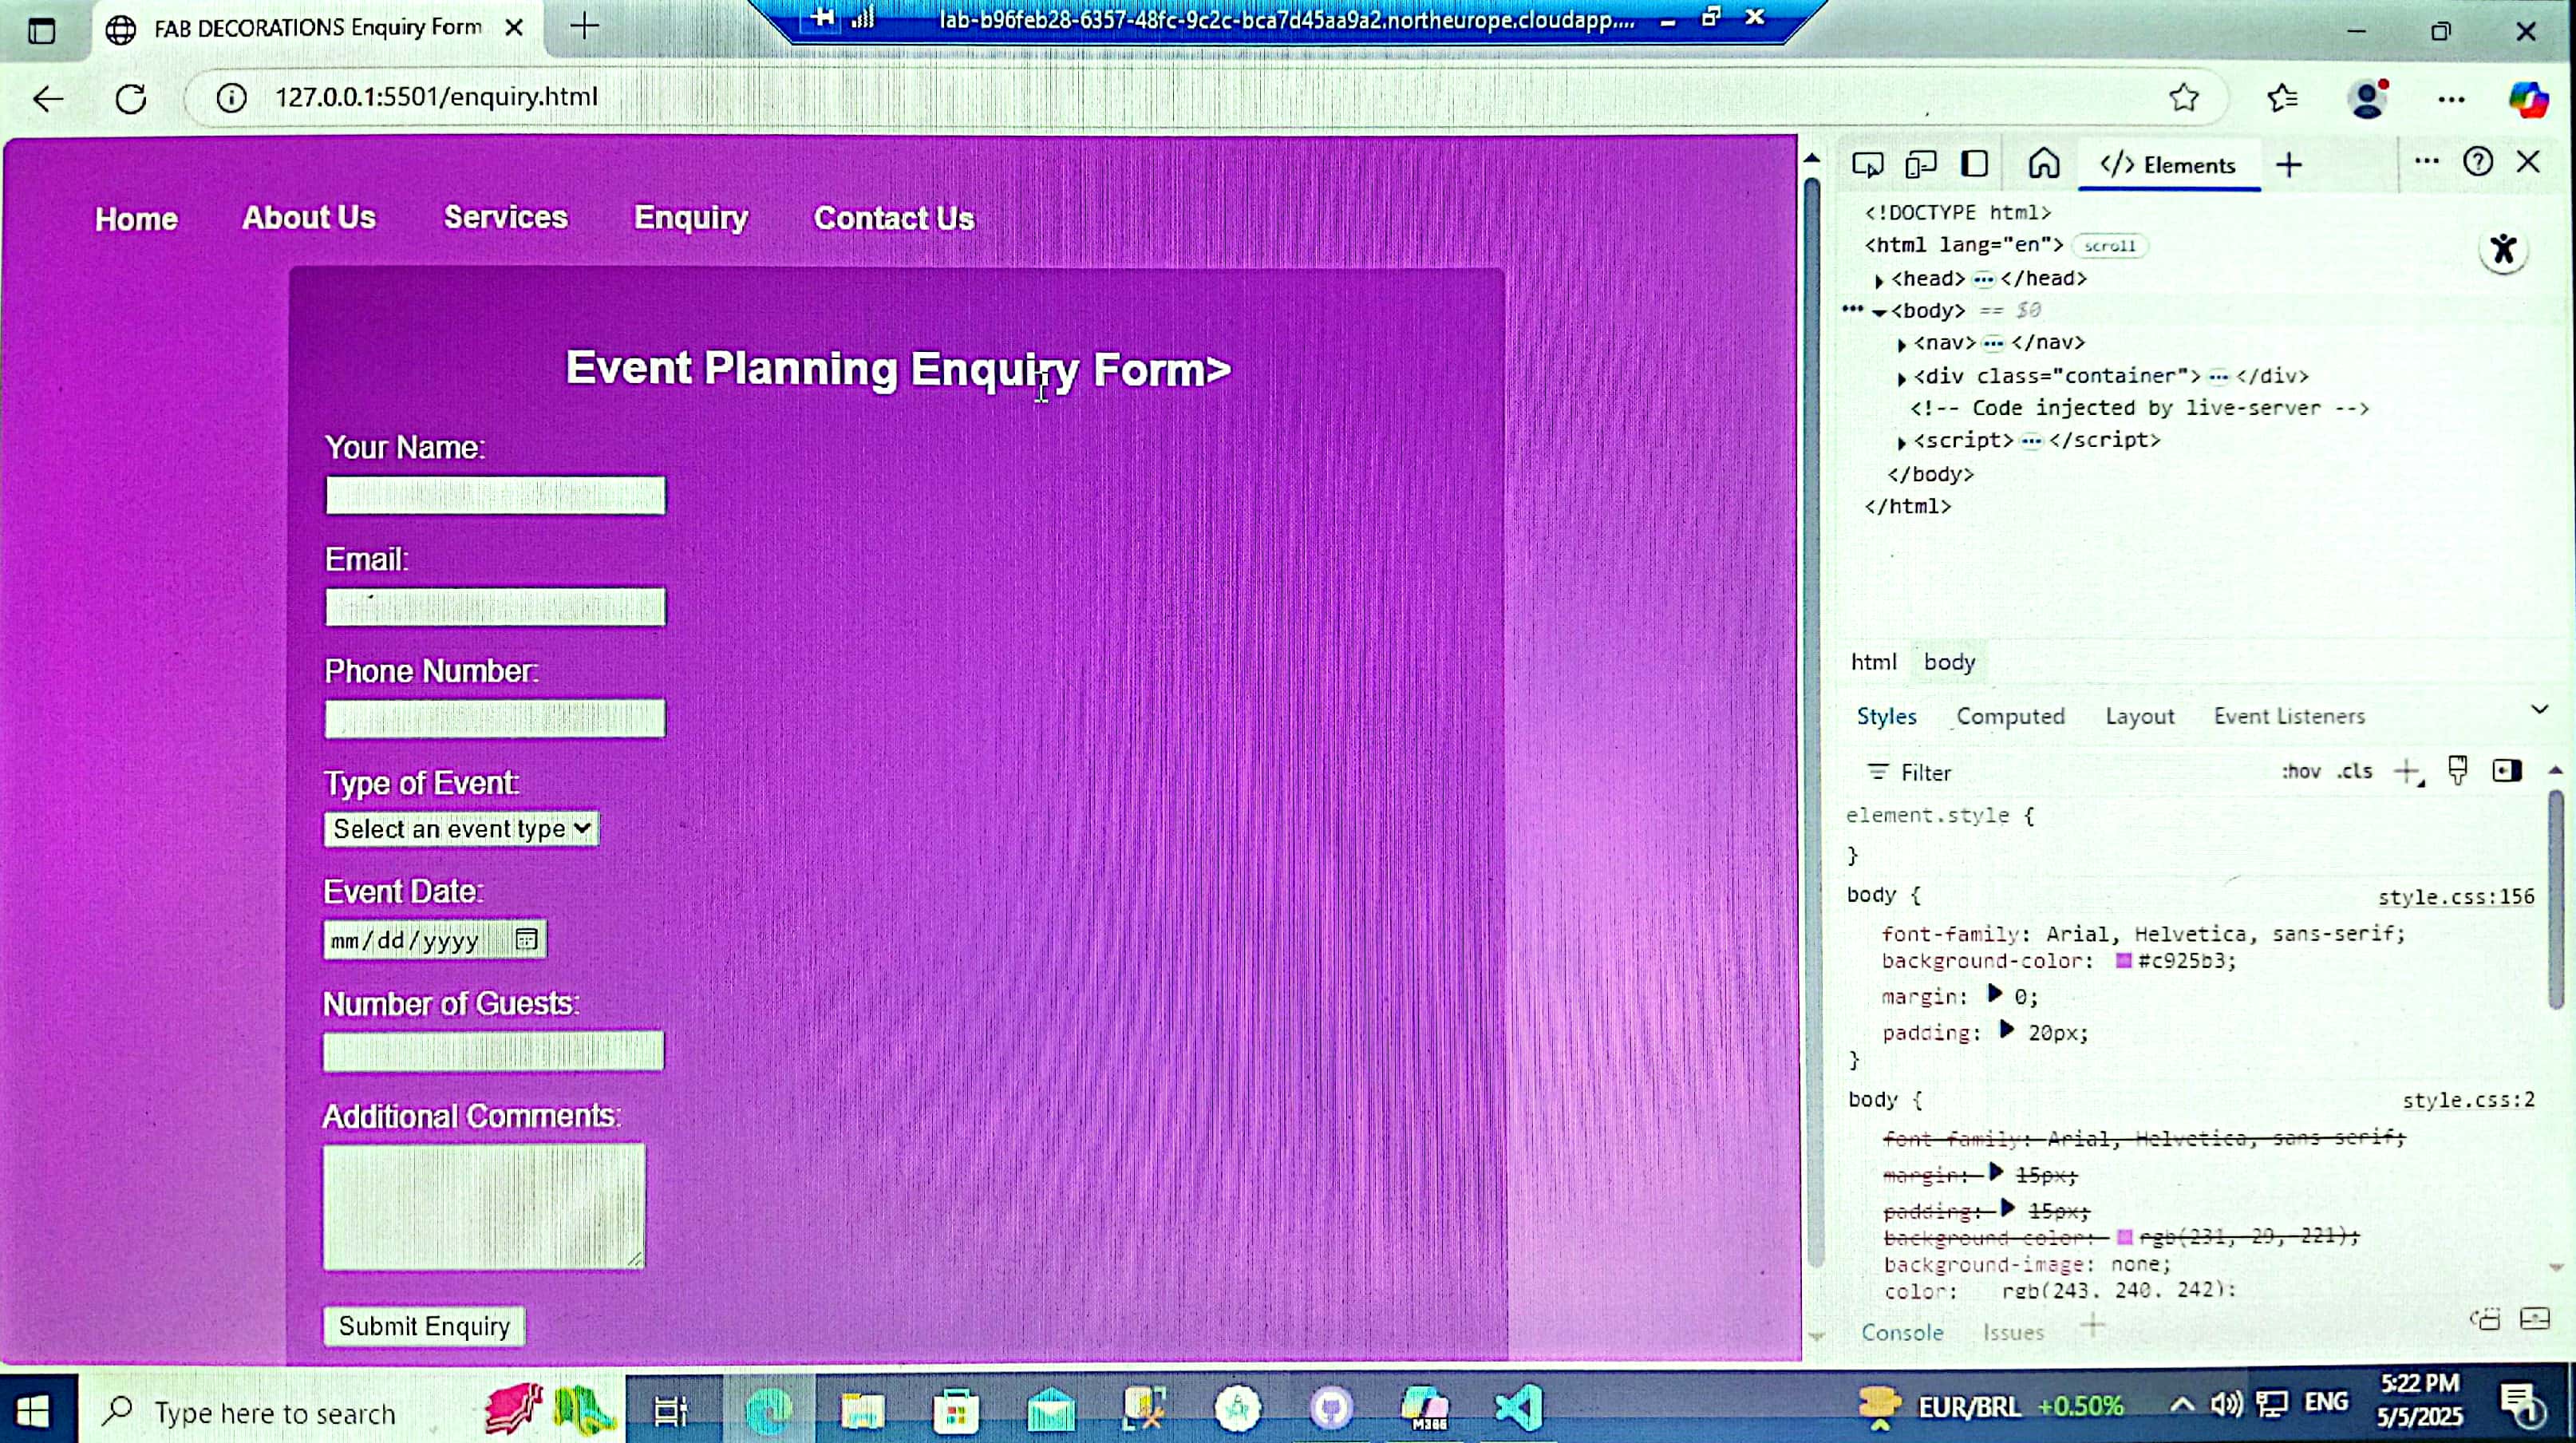 FAB DECORATIONS Enquiry Form
lab-b96feb28-6357-48fc-9c2c-bca7d45aa9a2.northeurope.cloudapp....
127.0.0.1:5501/enquiry.html
Home About Us Services Enquiry Contact Us
Event Planning Enquiry Form>
Your Name:
Email:
Phone Number:
Type of Event:
Select an event type
Event Date:
mm/dd/yyyy
Number of Guests:
Additional Comments:
Submit Enquiry
</> Elements
<!DOCTYPE html>
<html lang="en"> scroll
<head> ... </head>
... <body> == $0
<nav> ... </nav>
<div class="container"> ... </div>
<!-- Code injected by live-server -->
<script> ... </script>
</body>
</html>
html body
Styles Computed Layout Event Listeners
Filter :hov .cls
element.style {
}
body { style.css:156
font-family: Arial, Helvetica, sans-serif;
background-color: #c925b3;
margin: 0;
padding: 20px;
}
body { style.css:2
font-family: Arial, Helvetica, sans-serif;
margin: 15px;
padding: 15px;
background-color: rgb(231, 29, 221);
background-image: none;
color: rgb(243, 240, 242);
Console Issues
Type here to search
M365
EUR/BRL +0.50%
ENG
5:22 PM
5/5/2025
1